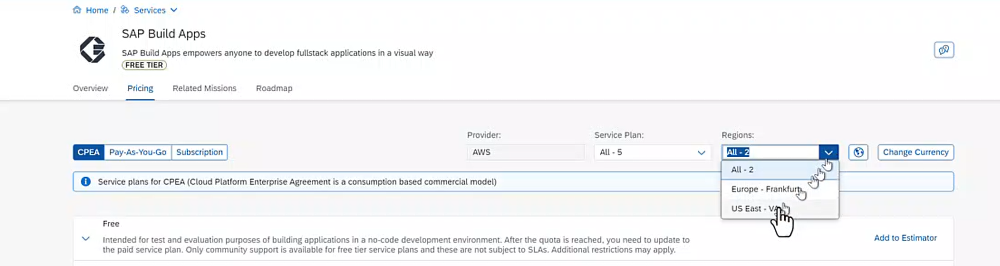 Home / Services
SAP Build Apps
SAP Build Apps empowers anyone to develop fullstack applications in a visual way
FREE TIER
Overview Pricing Related Missions Roadmap
Provider: Service Plan: Regions:
CPEA Pay-As-You-Go Subscription AWS All - 5 All - 2 Change Currency
All - 2
Service plans for CPEA (Cloud Platform Enterprise Agreement is a consumption based commercial model)
Europe - Frankfurt
US East - VA
Free
Intended for test and evaluation purposes of building applications in a no-code development environment. After the quota is reached, you need to update to
the paid service plan. Only community support is available for free tier service plans and these are not subject to SLAs. Additional restrictions may apply.
Add to Estimator